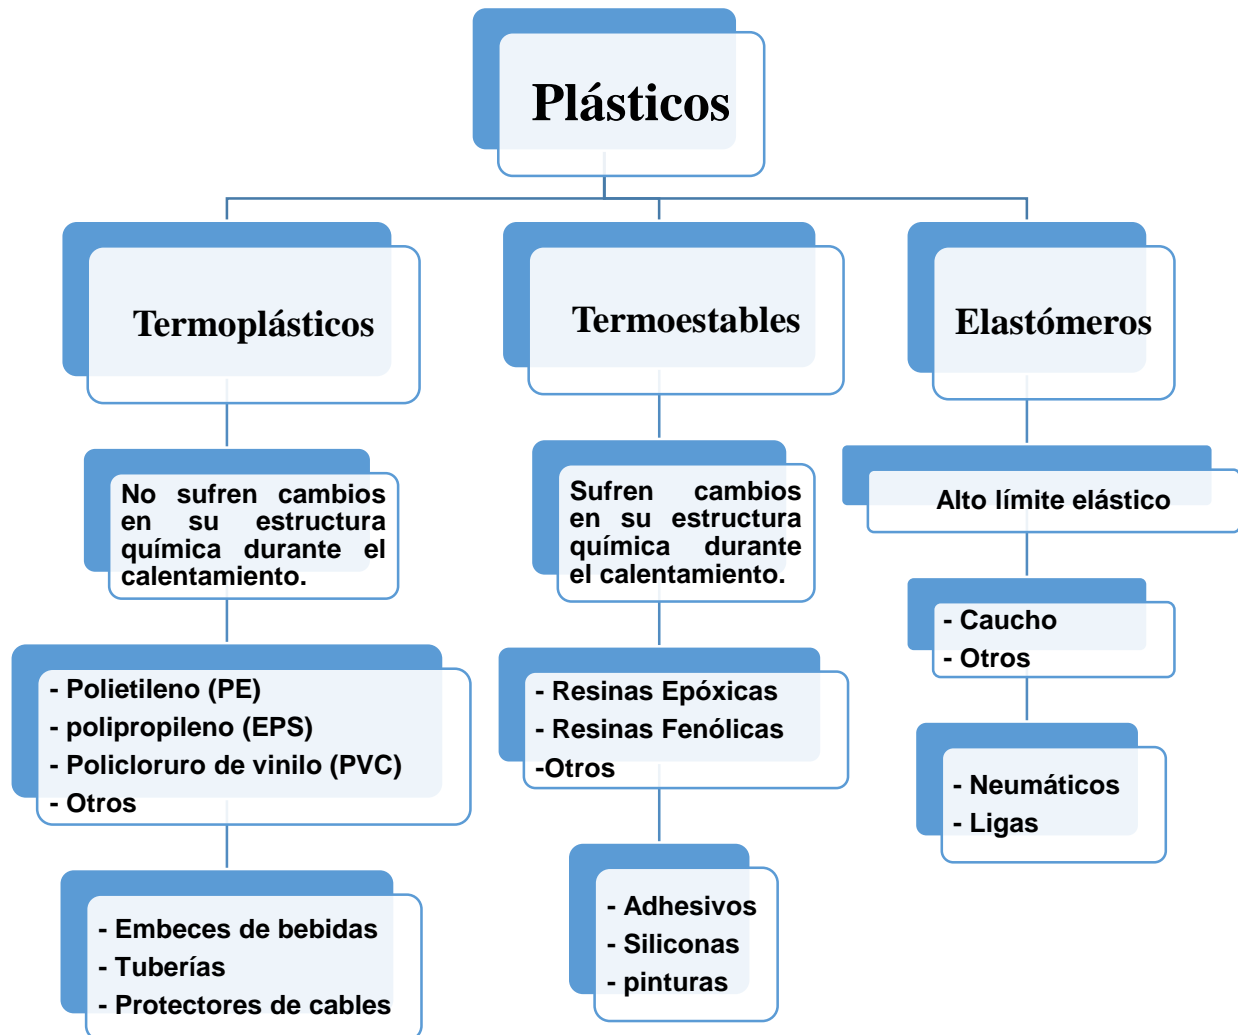 Plásticos
Termoplásticos
Termoestables
Elastómeros
No sufren cambios
en su estructura
química durante el
calentamiento.
Sufren cambios
en su estructura
química durante
el calentamiento.
Alto límite elástico
- Polietileno (PE)
- polipropileno (EPS)
- Policloruro de vinilo (PVC)
- Otros
- Resinas Epóxicas
- Resinas Fenólicas
-Otros
- Caucho
- Otros
- Embeces de bebidas
- Tuberías
- Protectores de cables
- Adhesivos
- Siliconas
- pinturas
- Neumáticos
- Ligas